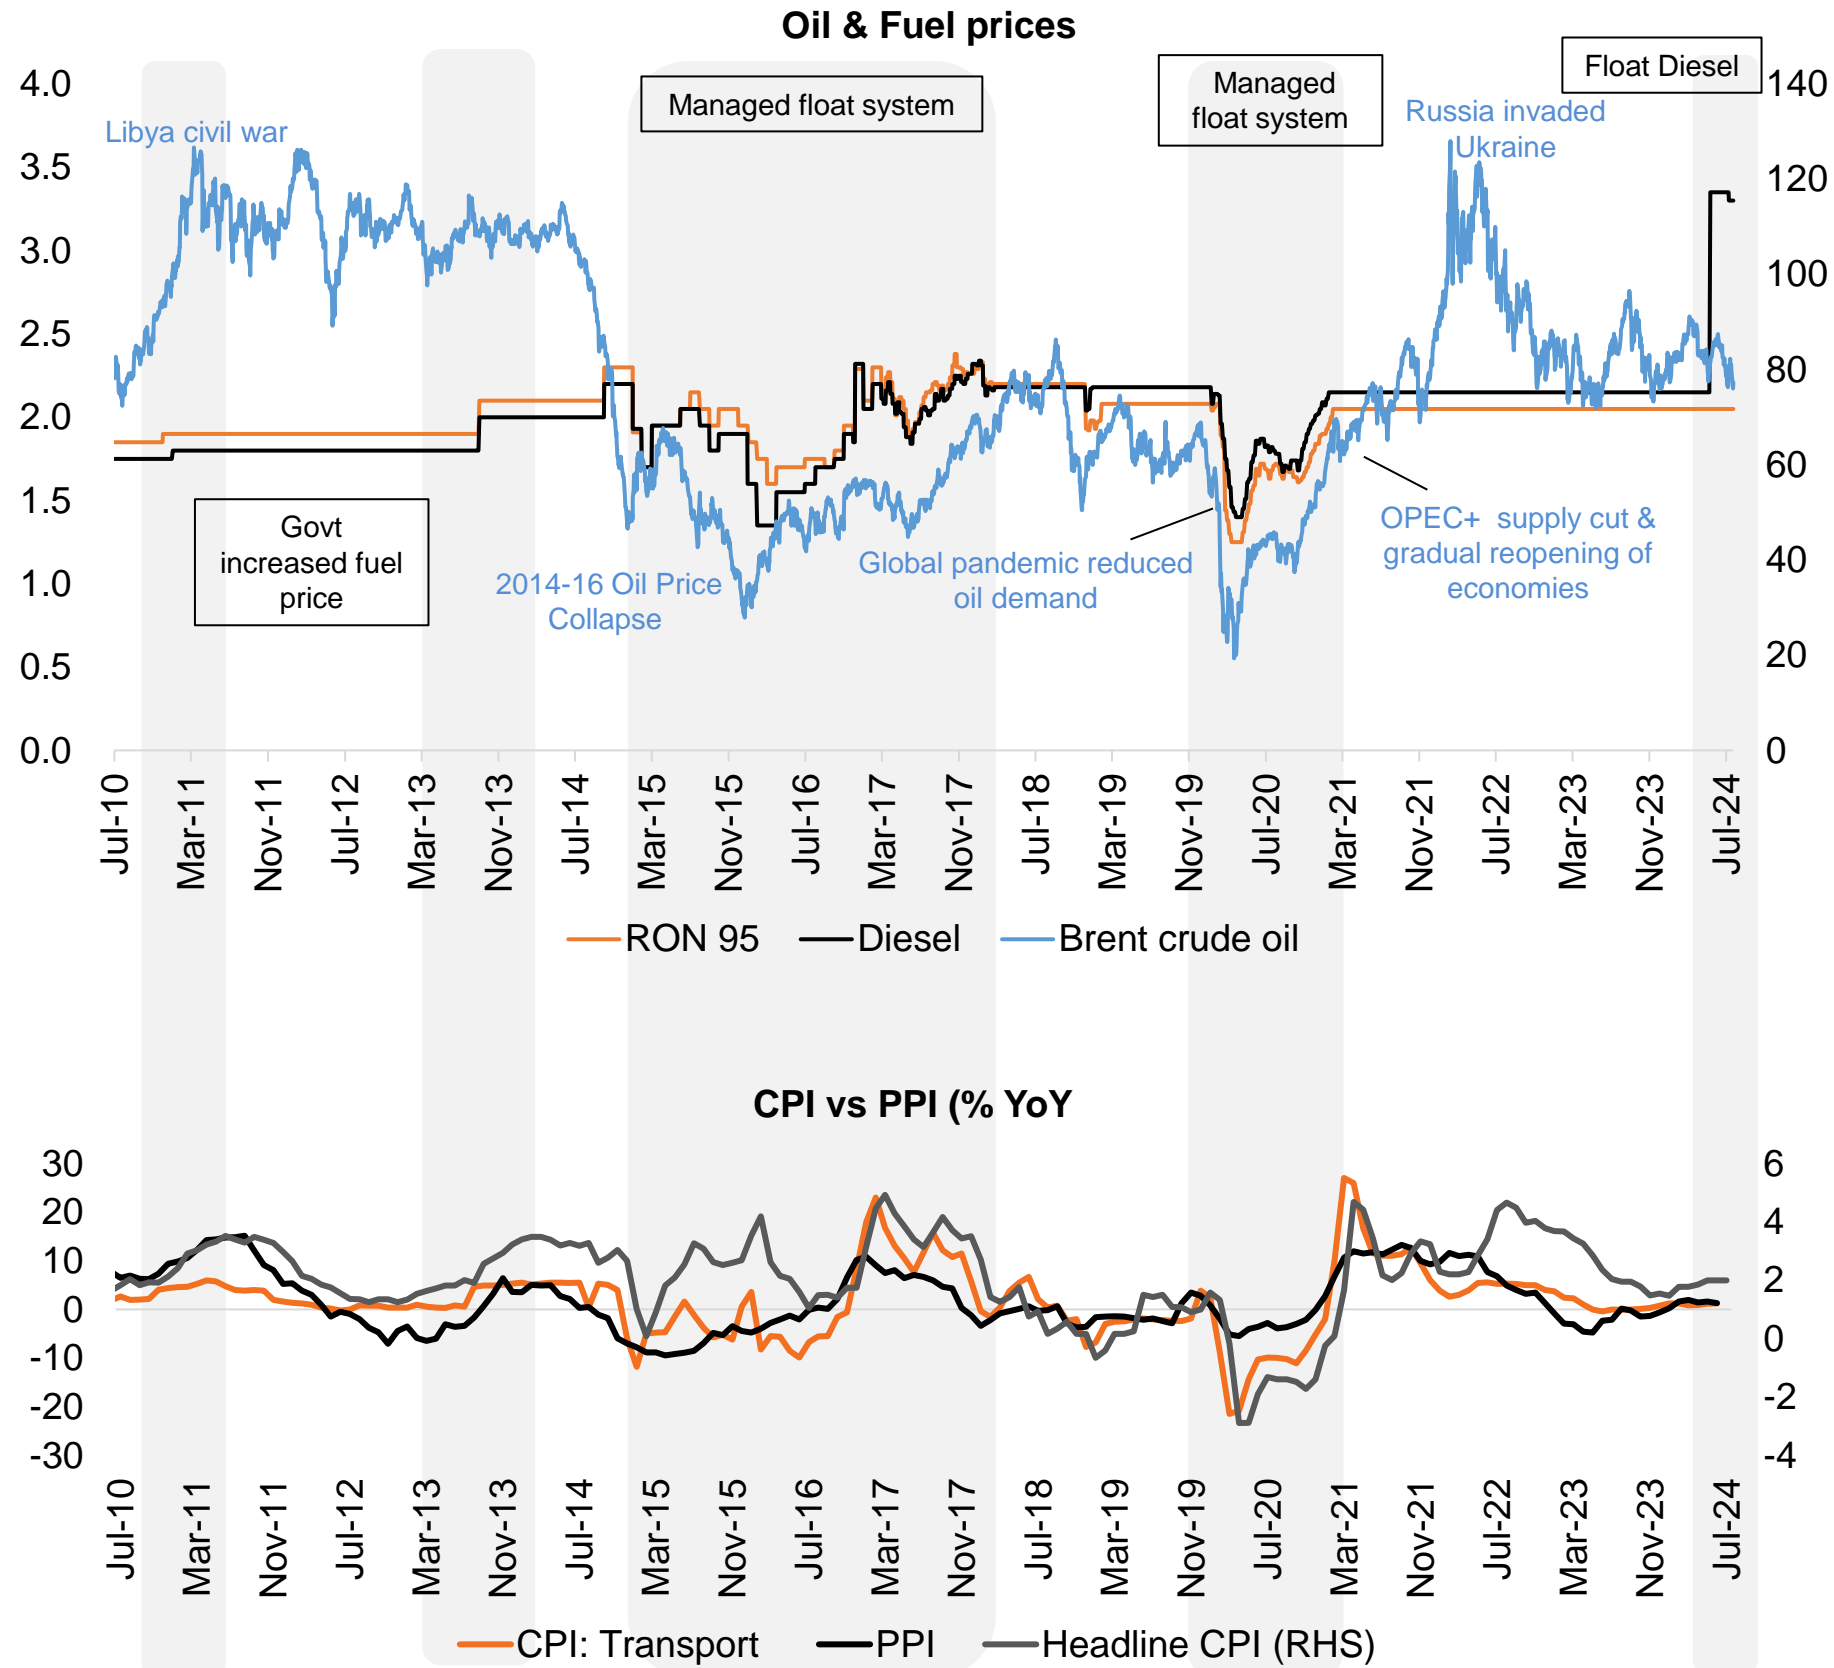 Oil & Fuel prices
Float Diesel
Managed float system
Managed
float system
4.0
3.5
3.0
2.5
2.0
1.5
1.0
0.5
0.0
140
120
100
80
60
40
20
0
Libya civil war
Russia invaded
Ukraine
Govt
increased fuel
price
2014-16 Oil Price
Collapse
Global pandemic reduced
oil demand
OPEC+ supply cut &
gradual reopening of
economies
Jul-10
Mar-11
Nov-11
Jul-12
Mar-13
Nov-13
Jul-14
Mar-15
Nov-15
Jul-16
Mar-17
Nov-17
Jul-18
Mar-19
Nov-19
Jul-20
Mar-21
Nov-21
Jul-22
Mar-23
Nov-23
Jul-24
RON 95
Diesel
Brent crude oil
CPI vs PPI (% YoY
30
20
10
0
-10
-20
-30
6
4
2
0
-2
-4
Jul-10
Mar-11
Nov-11
Jul-12
Mar-13
Nov-13
Jul-14
Mar-15
Nov-15
Jul-16
Mar-17
Nov-17
Jul-18
Mar-19
Nov-19
Jul-20
Mar-21
Nov-21
Jul-22
Mar-23
Nov-23
Jul-24
CPI: Transport
PPI
Headline CPI (RHS)